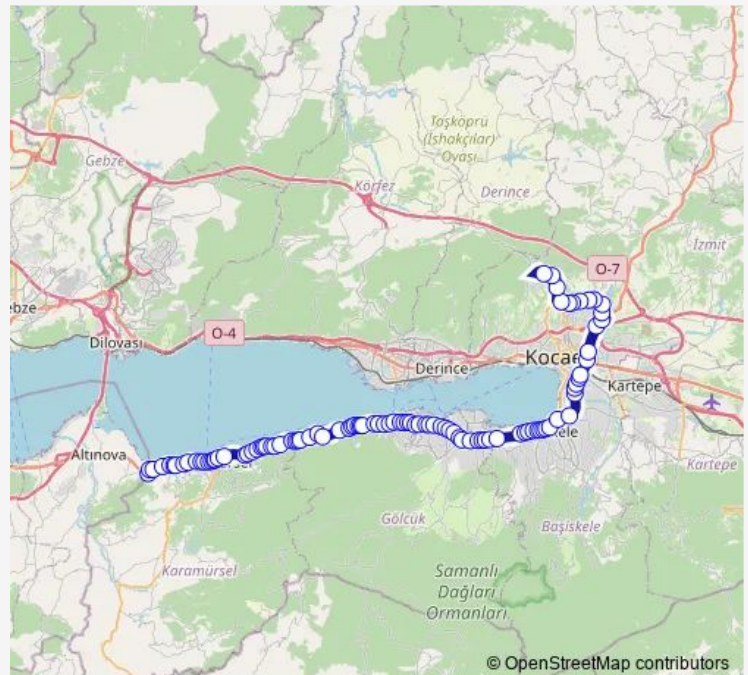 Taşköprü
(İshakçılar)
Ovası
Gebze
Körfez
Derince
İzmit
O-7
ebze
O-4
Dilovası
Kocae
Derince
Kartepe
Altınova
ele
Kartepe
Gölcük
Başiskele
Karamürsel
Samanlı
Dağları
Ormanları
© OpenStreetMap contributors